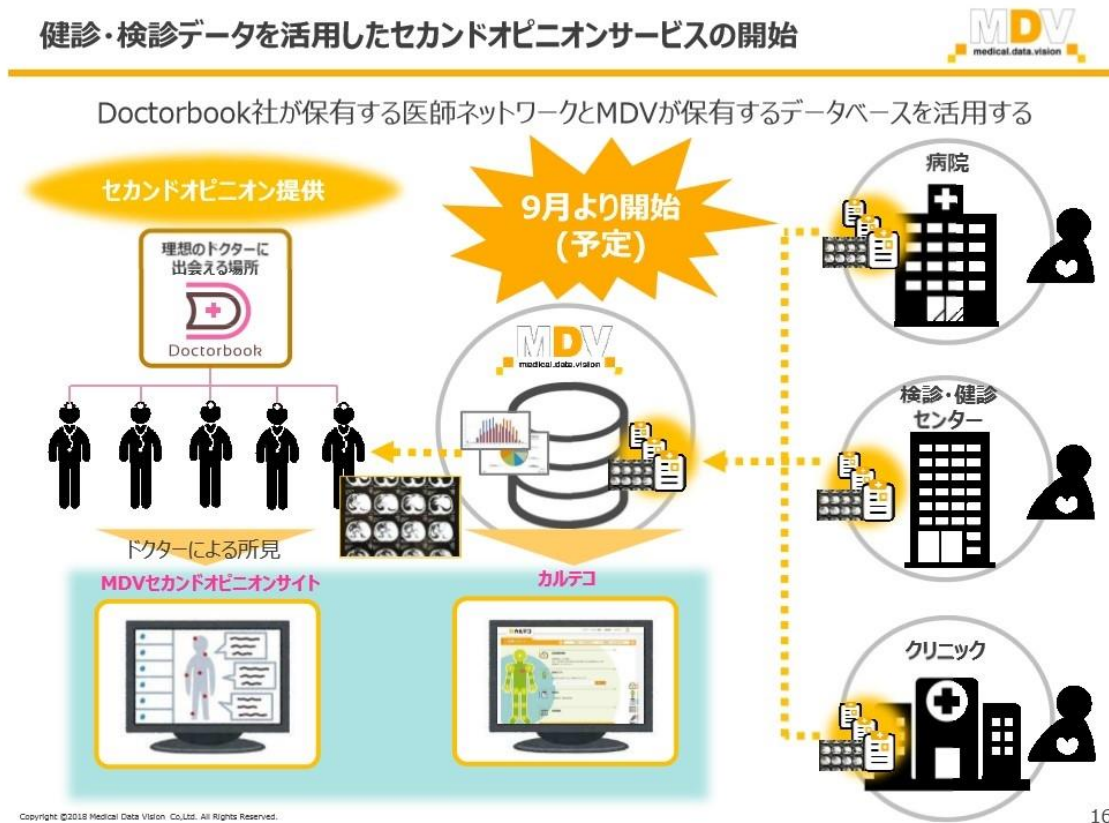 健診・検診データを活用したセカンドオピニオンサービスの開始
MDV
medical.data.vision
Doctorbook社が保有する医師ネットワークとMDVが保有するデータベースを活用する
セカンドオピニオン提供
9月より開始
(予定)
病院
理想のドクターに
出会える場所
Doctorbook
MDV
medical.data.vision
検診・健診
センター
ドクターによる所見
MDVセカンドオピニオンサイト
カルテコ
クリニック
カルテコ
Copyright ©2018 Medical Data Vision Co,Ltd. All Rights Reserved.
16